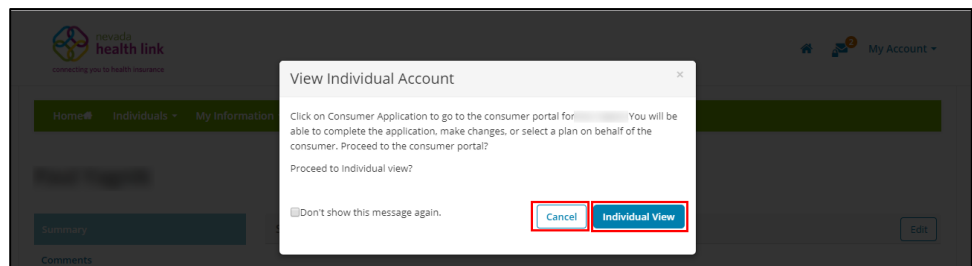 nevada
health link
connecting you to health insurance
2
My Account
Home Individuals My Information
View Individual Account
×
Click on Consumer Application to go to the consumer portal for You will be
able to complete the application, make changes, or select a plan on behalf of the
consumer. Proceed to the consumer portal?
Proceed to Individual view?
Don't show this message again.
Cancel
Individual View
Summary
S
Edit
Comments